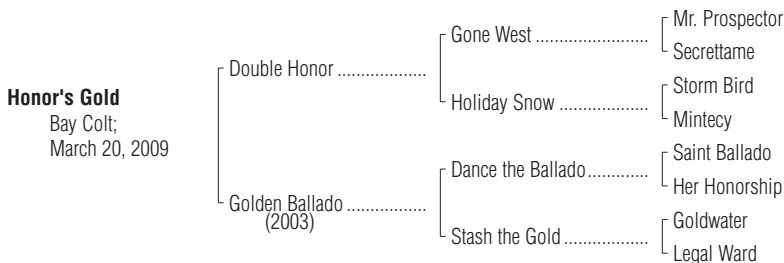 Honor's Gold
Bay Colt;
March 20, 2009
Double Honor ...................
Golden Ballado .................
(2003)
Gone West ........................
Holiday Snow ...................
Dance the Ballado.............
Stash the Gold ..................
Mr. Prospector
Secrettame
Storm Bird
Mintecy
Saint Ballado
Her Honorship
Goldwater
Legal Ward